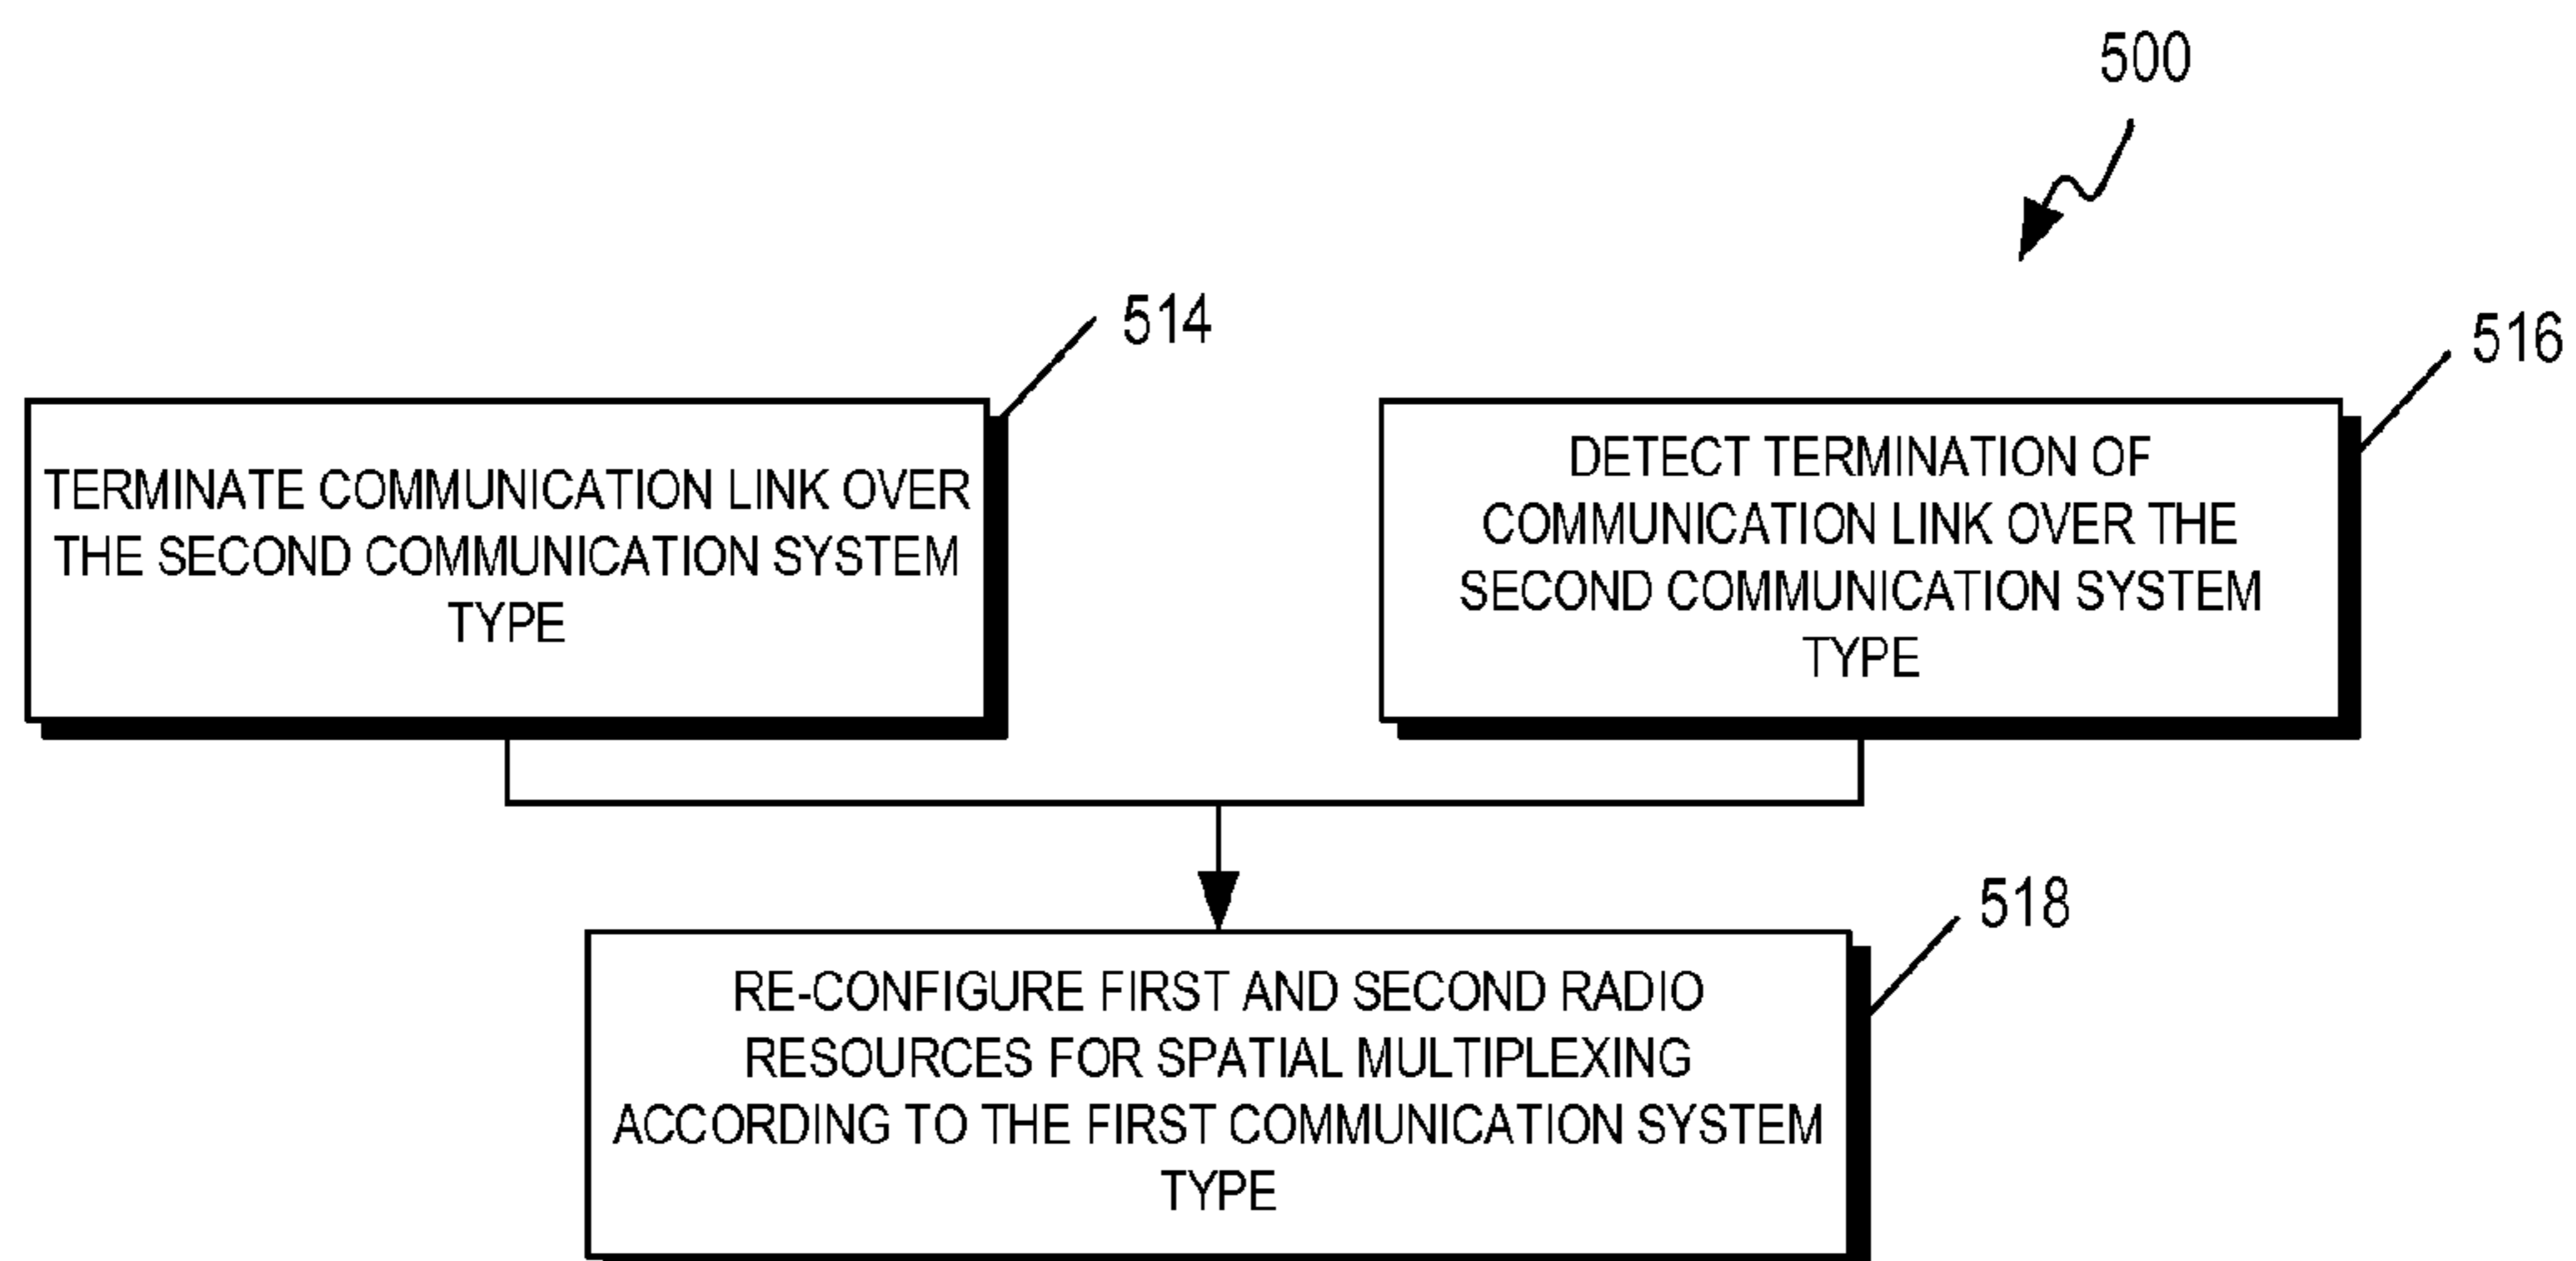 500
514
516
TERMINATE COMMUNICATION LINK OVER
THE SECOND COMMUNICATION SYSTEM
TYPE
DETECT TERMINATION OF
COMMUNICATION LINK OVER THE
SECOND COMMUNICATION SYSTEM
TYPE
518
RE-CONFIGURE FIRST AND SECOND RADIO
RESOURCES FOR SPATIAL MULTIPLEXING
ACCORDING TO THE FIRST COMMUNICATION SYSTEM
TYPE